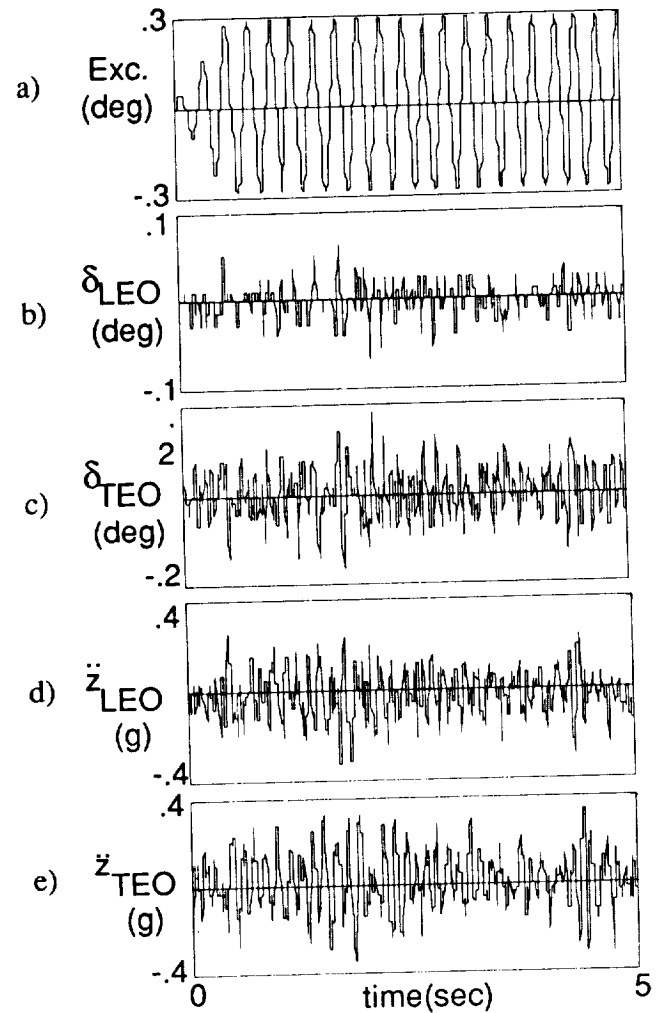 .3
a) Exc.
(deg)
-.3
.1
b) δLEO
(deg)
-.1
.
2
c) δTEO
(deg)
-.2
.4
d) z̈LEO
(g)
-.4
.4
e) z̈TEO
(g)
-.4
0 time(sec) 5